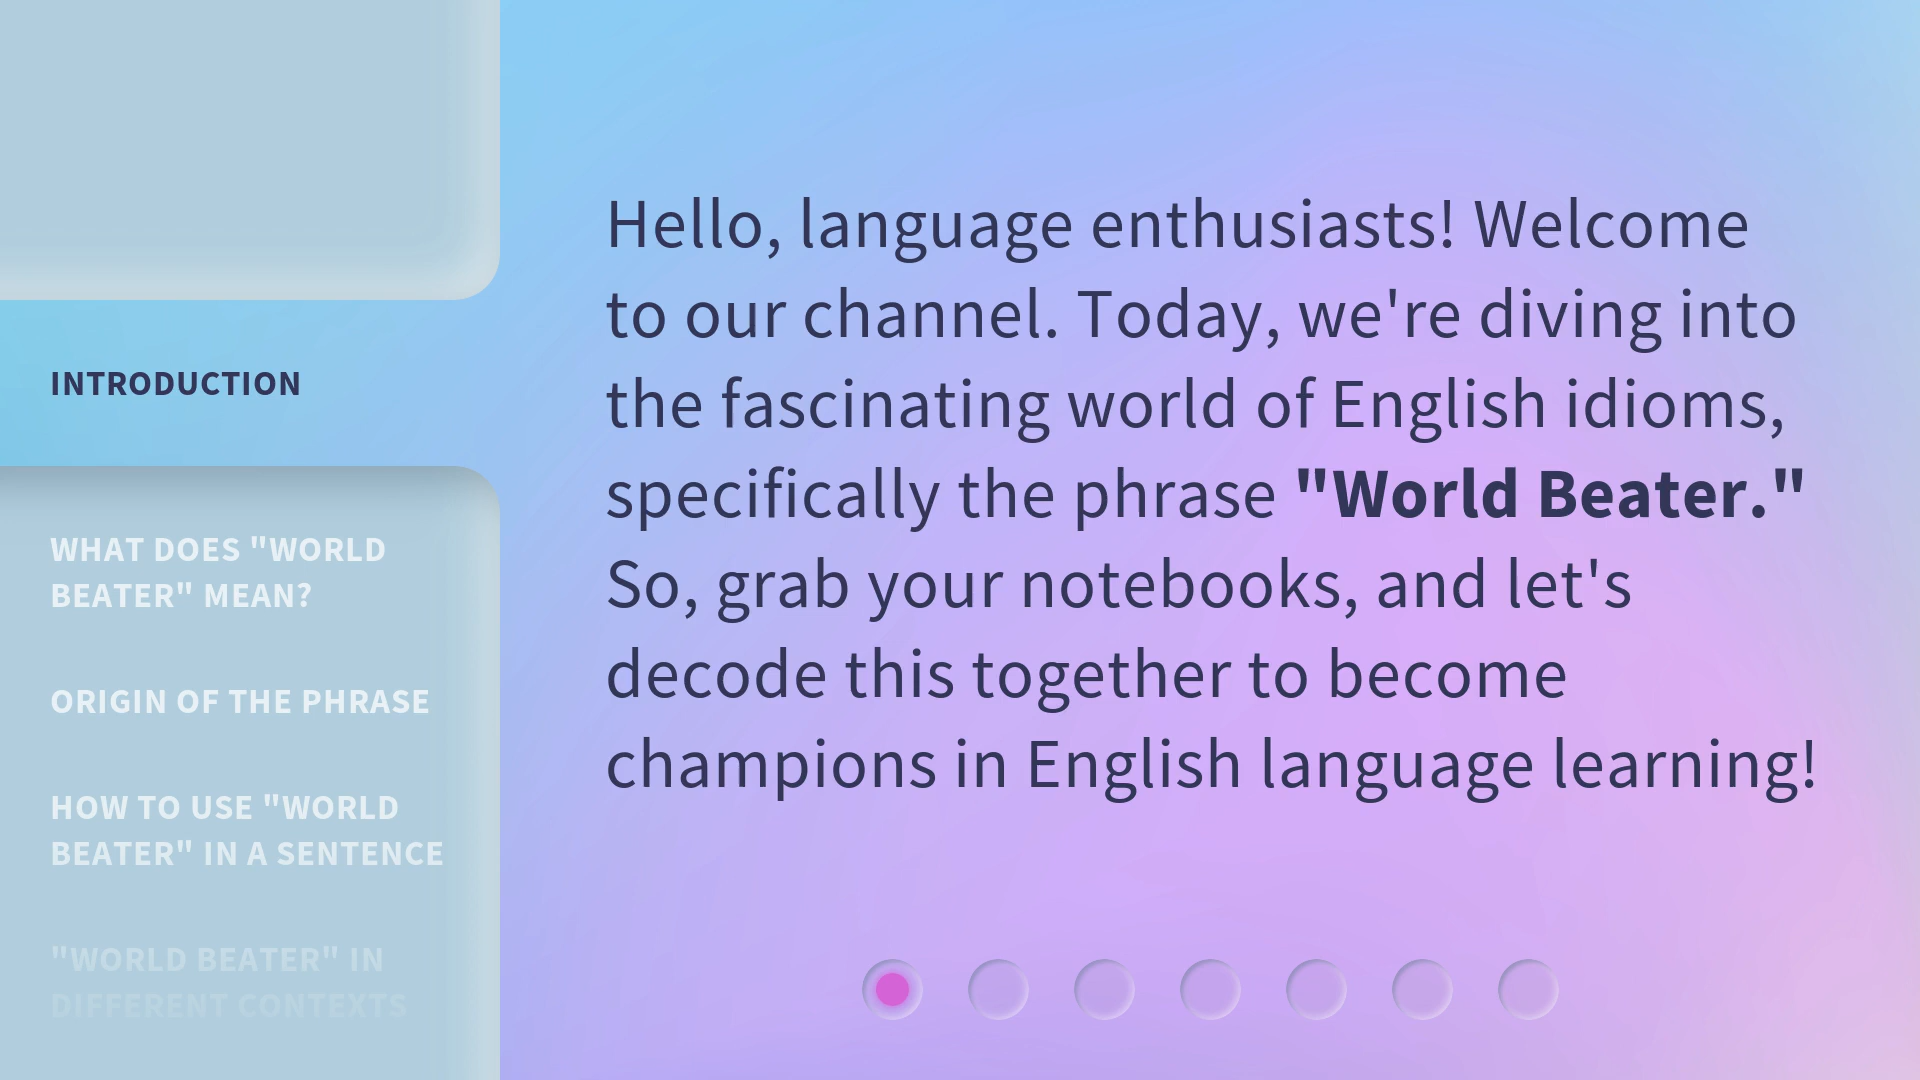 INTRODUCTION
WHAT DOES "WORLD
BEATER" MEAN?
ORIGIN OF THE PHRASE
HOW TO USE "WORLD
BEATER" IN A SENTENCE
"WORLD BEATER" IN
DIFFERENT CONTEXTS
Hello, language enthusiasts! Welcome
to our channel. Today, we're diving into
the fascinating world of English idioms,
specifically the phrase "World Beater."
So, grab your notebooks, and let's
decode this together to become
champions in English language learning!